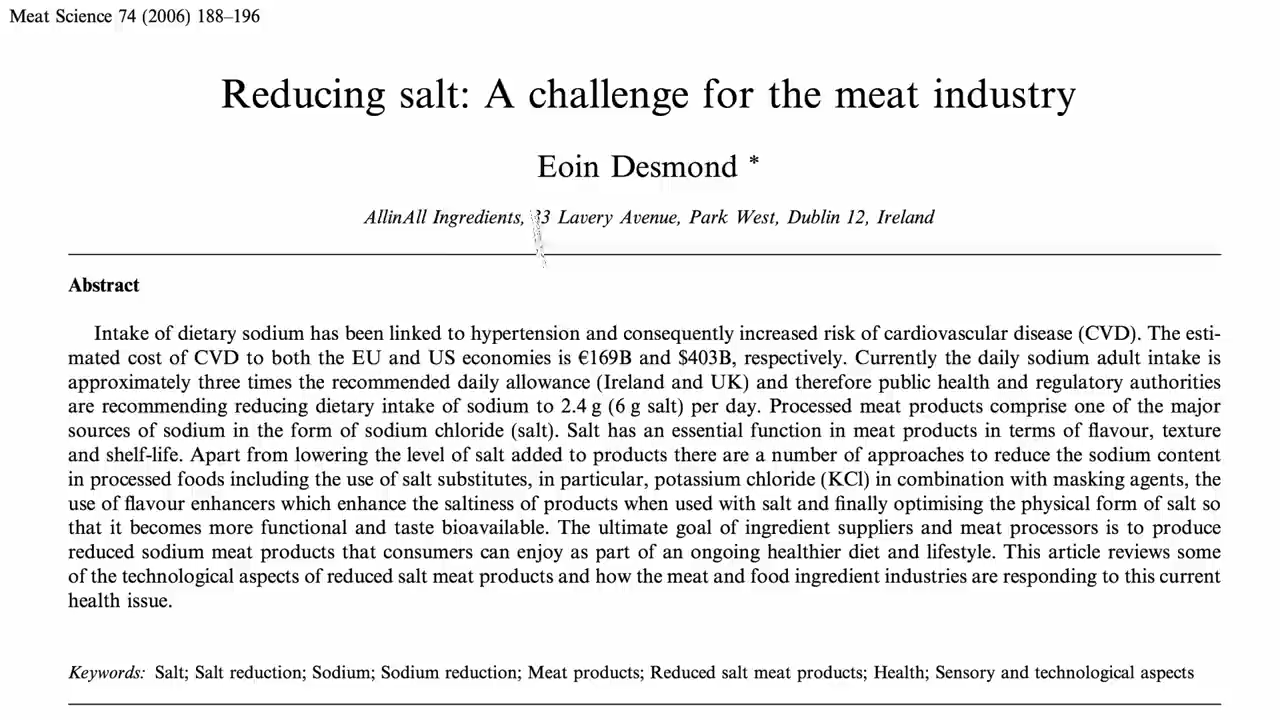 Meat Science 74 (2006) 188–196
Reducing salt: A challenge for the meat industry
Eoin Desmond *
AllinAll Ingredients, 33 Lavery Avenue, Park West, Dublin 12, Ireland
Abstract
Intake of dietary sodium has been linked to hypertension and consequently increased risk of cardiovascular disease (CVD). The esti-
mated cost of CVD to both the EU and US economies is €169B and $403B, respectively. Currently the daily sodium adult intake is
approximately three times the recommended daily allowance (Ireland and UK) and therefore public health and regulatory authorities
are recommending reducing dietary intake of sodium to 2.4 g (6 g salt) per day. Processed meat products comprise one of the major
sources of sodium in the form of sodium chloride (salt). Salt has an essential function in meat products in terms of flavour, texture
and shelf-life. Apart from lowering the level of salt added to products there are a number of approaches to reduce the sodium content
in processed foods including the use of salt substitutes, in particular, potassium chloride (KCl) in combination with masking agents, the
use of flavour enhancers which enhance the saltiness of products when used with salt and finally optimising the physical form of salt so
that it becomes more functional and taste bioavailable. The ultimate goal of ingredient suppliers and meat processors is to produce
reduced sodium meat products that consumers can enjoy as part of an ongoing healthier diet and lifestyle. This article reviews some
of the technological aspects of reduced salt meat products and how the meat and food ingredient industries are responding to this current
health issue.
Keywords: Salt; Salt reduction; Sodium; Sodium reduction; Meat products; Reduced salt meat products; Health; Sensory and technological aspects